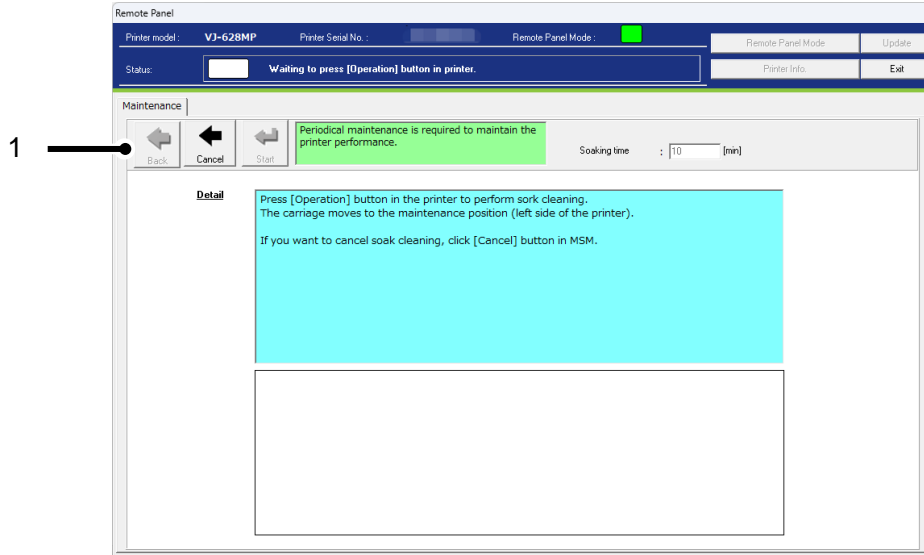 Remote Panel
Printer model : VJ-628MP Printer Serial No. : Remote Panel Mode :
Remote Panel Mode Update
Status: Waiting to press [Operation] button in printer.
Printer Info. Exit
Maintenance
1
Back Cancel Start
Periodical maintenance is required to maintain the
printer performance.
Soaking time : 10 [min]
Detail
Press [Operation] button in the printer to perform sork cleaning.
The carriage moves to the maintenance position (left side of the printer).
If you want to cancel soak cleaning, click [Cancel] button in MSM.